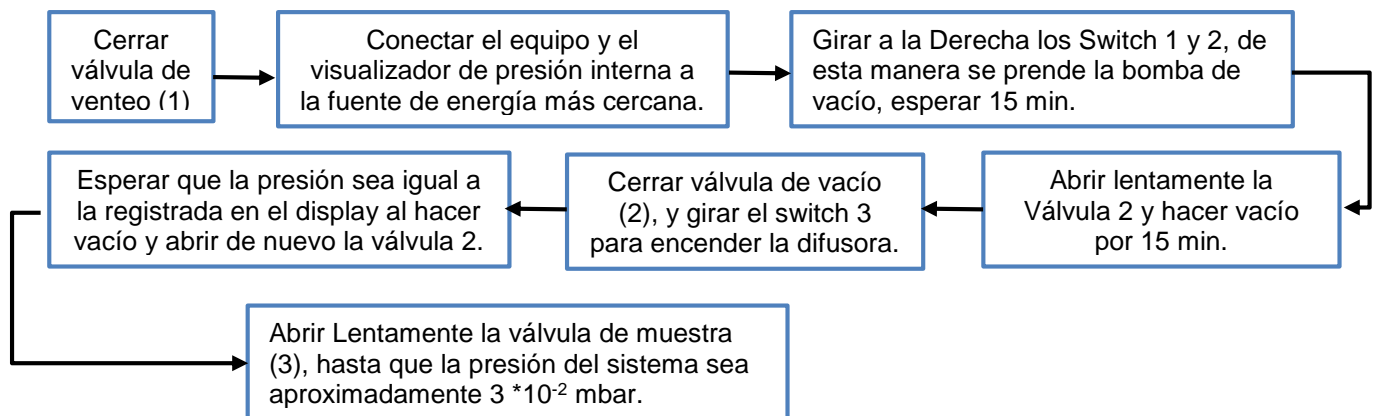 Cerrar
válvula de
venteo (1)
Conectar el equipo y el
visualizador de presión interna a
la fuente de energía más cercana.
Girar a la Derecha los Switch 1 y 2, de
esta manera se prende la bomba de
vacío, esperar 15 min.
Abrir lentamente la
Válvula 2 y hacer vacío
por 15 min.
Cerrar válvula de vacío
(2), y girar el switch 3
para encender la difusora.
Esperar que la presión sea igual a
la registrada en el display al hacer
vacío y abrir de nuevo la válvula 2.
Abrir Lentamente la válvula de muestra
(3), hasta que la presión del sistema sea
aproximadamente 3 *10⁻² mbar.